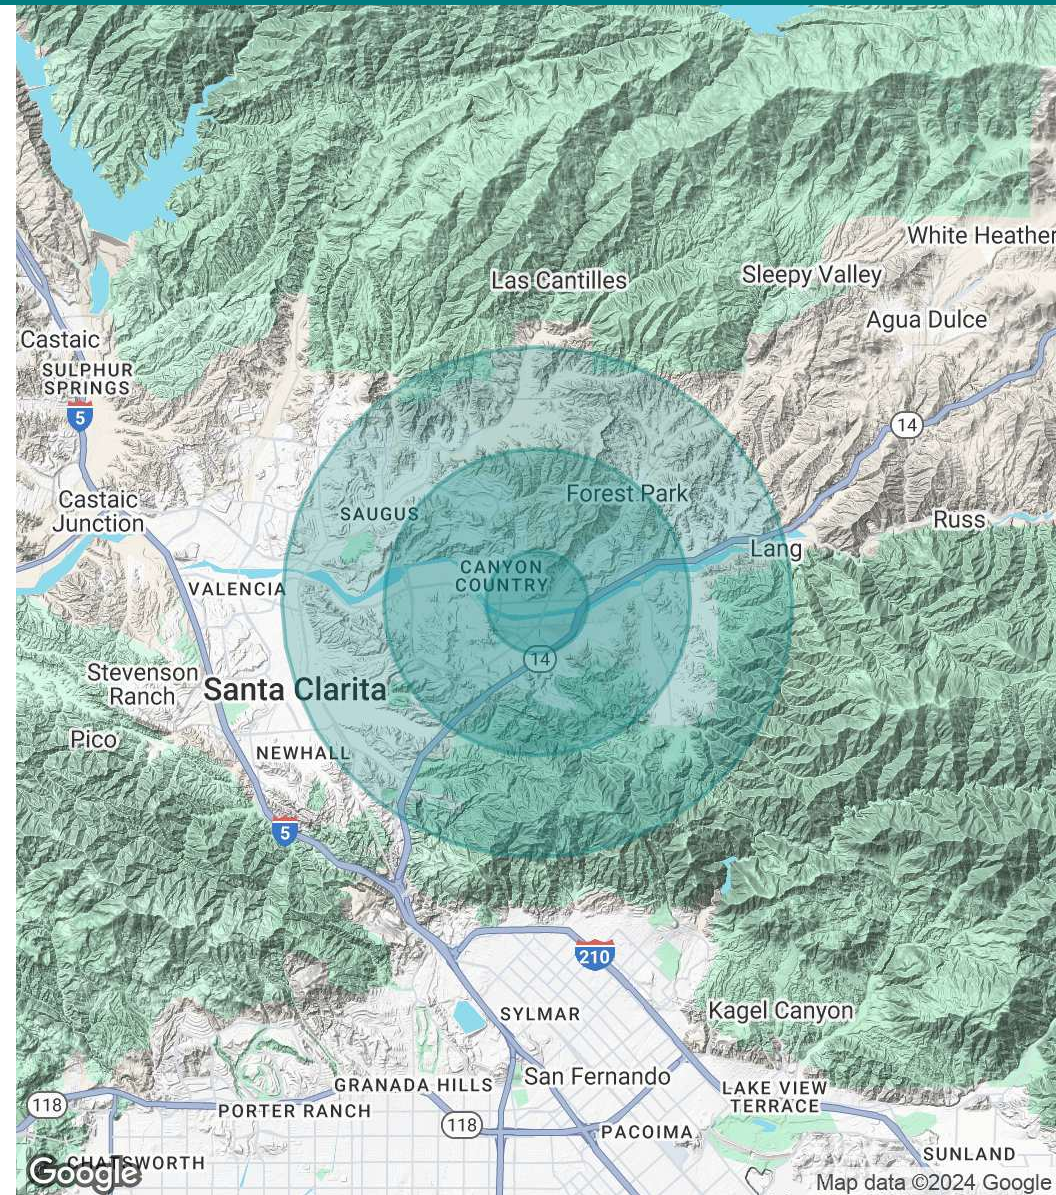 White Heather
Las Cantilles
Sleepy Valley
Agua Dulce
Castaic
SULPHUR
SPRINGS
5
14
Castaic
Junction
Forest Park
SAUGUS
Russ
Lang
CANYON
COUNTRY
VALENCIA
14
Stevenson
Ranch
Santa Clarita
Pico
NEWHALL
5
210
SYLMAR
Kagel Canyon
San Fernando
GRANADA HILLS
LAKE VIEW
TERRACE
118
PORTER RANCH
118
PACOIMA
SUNLAND
CHATSWORTH
Google
Map data ©2024 Google